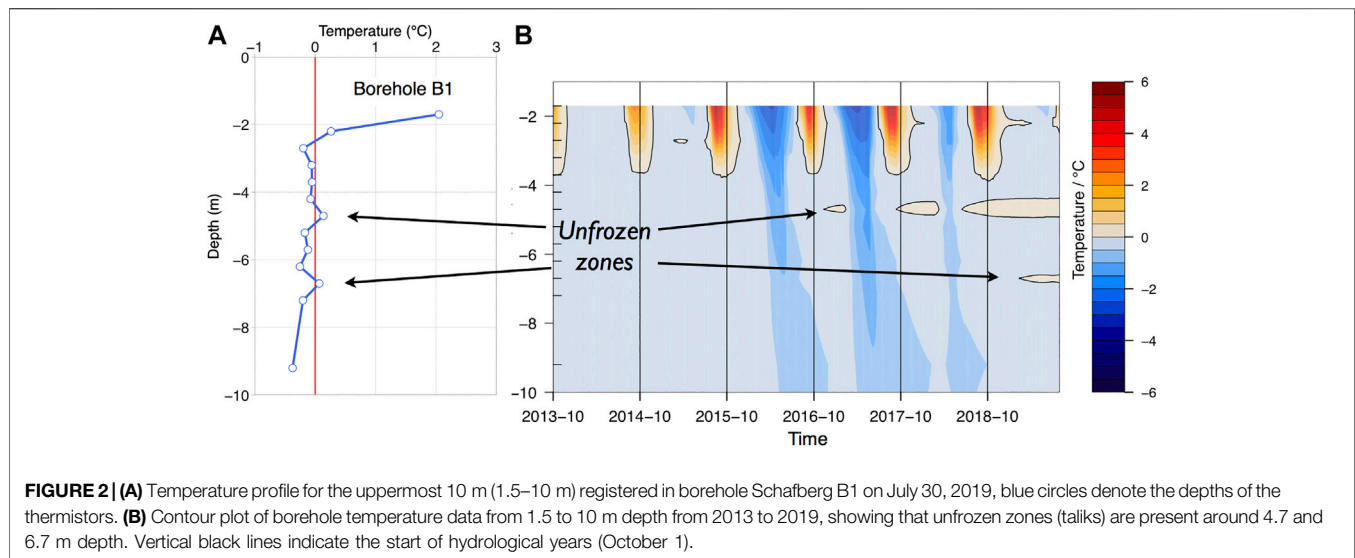 A
Temperature (°C)
−1 0 1 2 3
0
−2
−4
−6
−8
−10
Depth (m)
Borehole B1
B
−2
−4
−6
−8
−10
Unfrozen
zones
2013−10 2014−10 2015−10 2016−10 2017−10 2018−10
Time
6
4
2
0
−2
−4
−6
Temperature / °C
FIGURE 2 | (A) Temperature profile for the uppermost 10 m (1.5–10 m) registered in borehole Schafberg B1 on July 30, 2019, blue circles denote the depths of the
thermistors. (B) Contour plot of borehole temperature data from 1.5 to 10 m depth from 2013 to 2019, showing that unfrozen zones (taliks) are present around 4.7 and
6.7 m depth. Vertical black lines indicate the start of hydrological years (October 1).